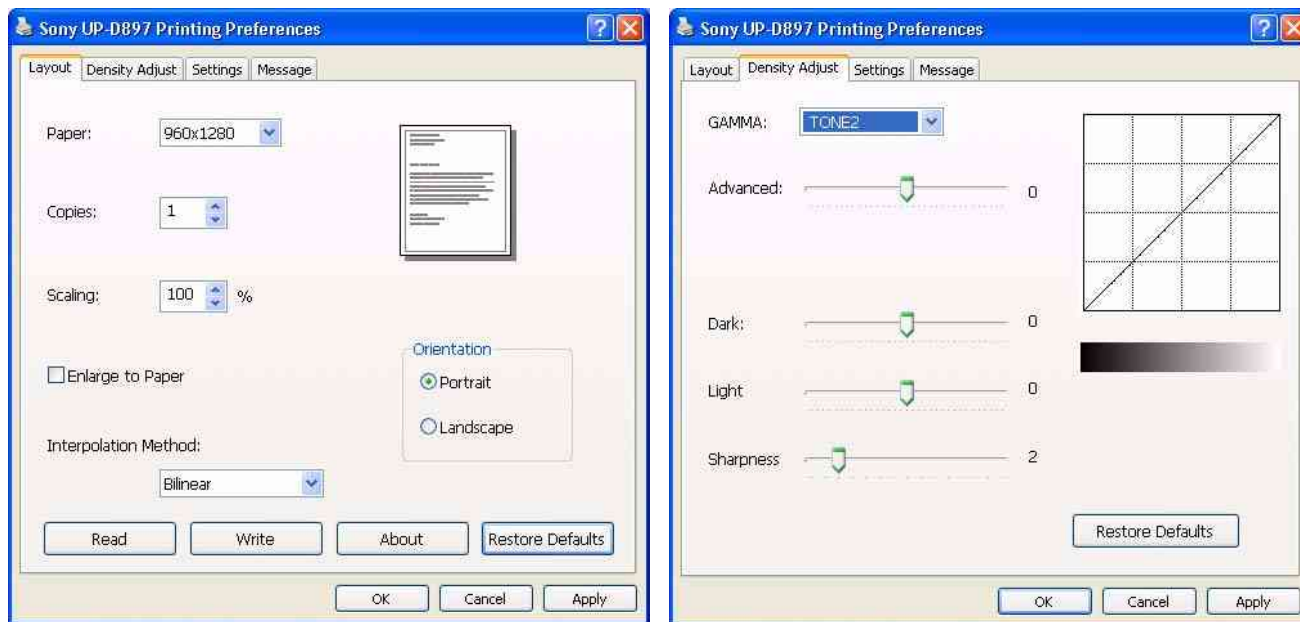 Sony UP-D897 Printing Preferences
Layout Density Adjust Settings Message
Paper: 960x1280
Copies: 1
Scaling: 100 %
Enlarge to Paper
Orientation
Portrait
Landscape
Interpolation Method:
Bilinear
Read Write About Restore Defaults
OK Cancel Apply
Sony UP-D897 Printing Preferences
Layout Density Adjust Settings Message
GAMMA: TONE2
Advanced: 0
Dark: 0
Light 0
Sharpness 2
Restore Defaults
OK Cancel Apply